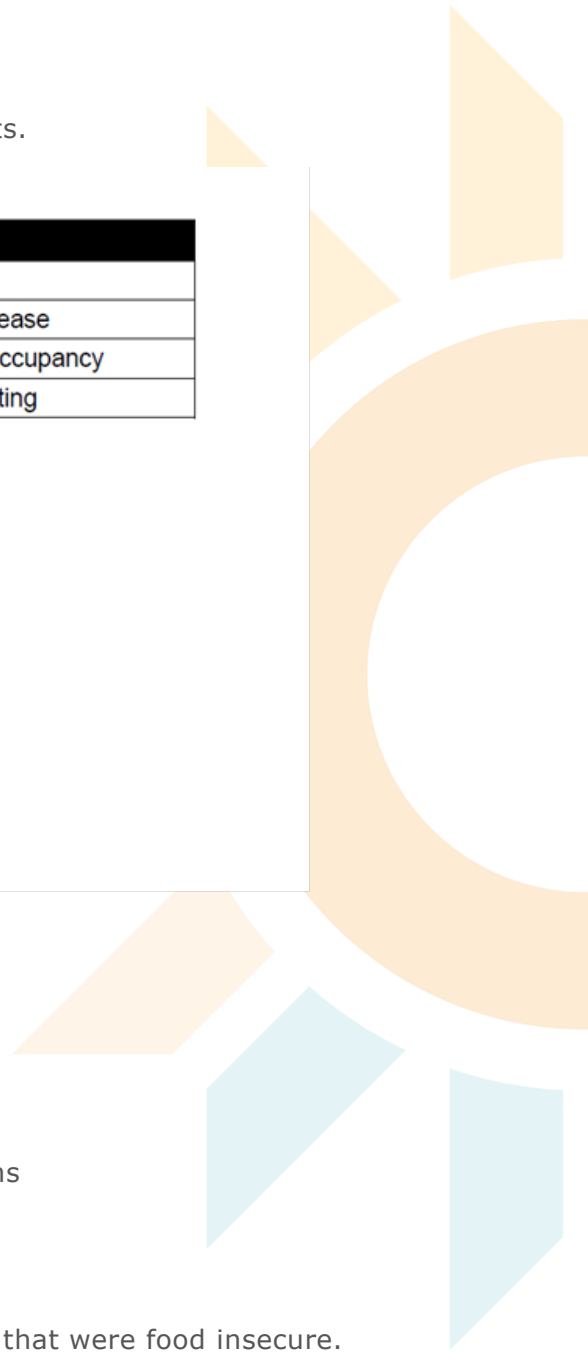 ts.
ease
ccupancy
ting
ns
that were food insecure.